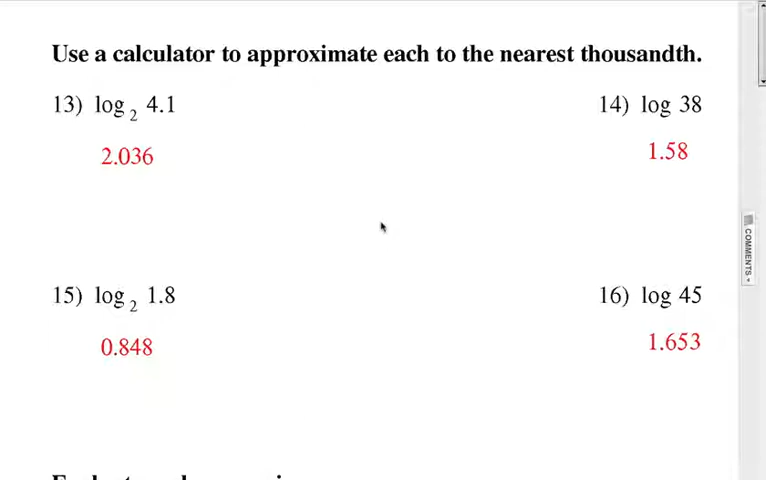 Use a calculator to approximate each to the nearest thousandth.
13) log 2 4.1
14) log 38
2.036
1.58
15) log 2 1.8
16) log 45
0.848
1.653
COMMENTS